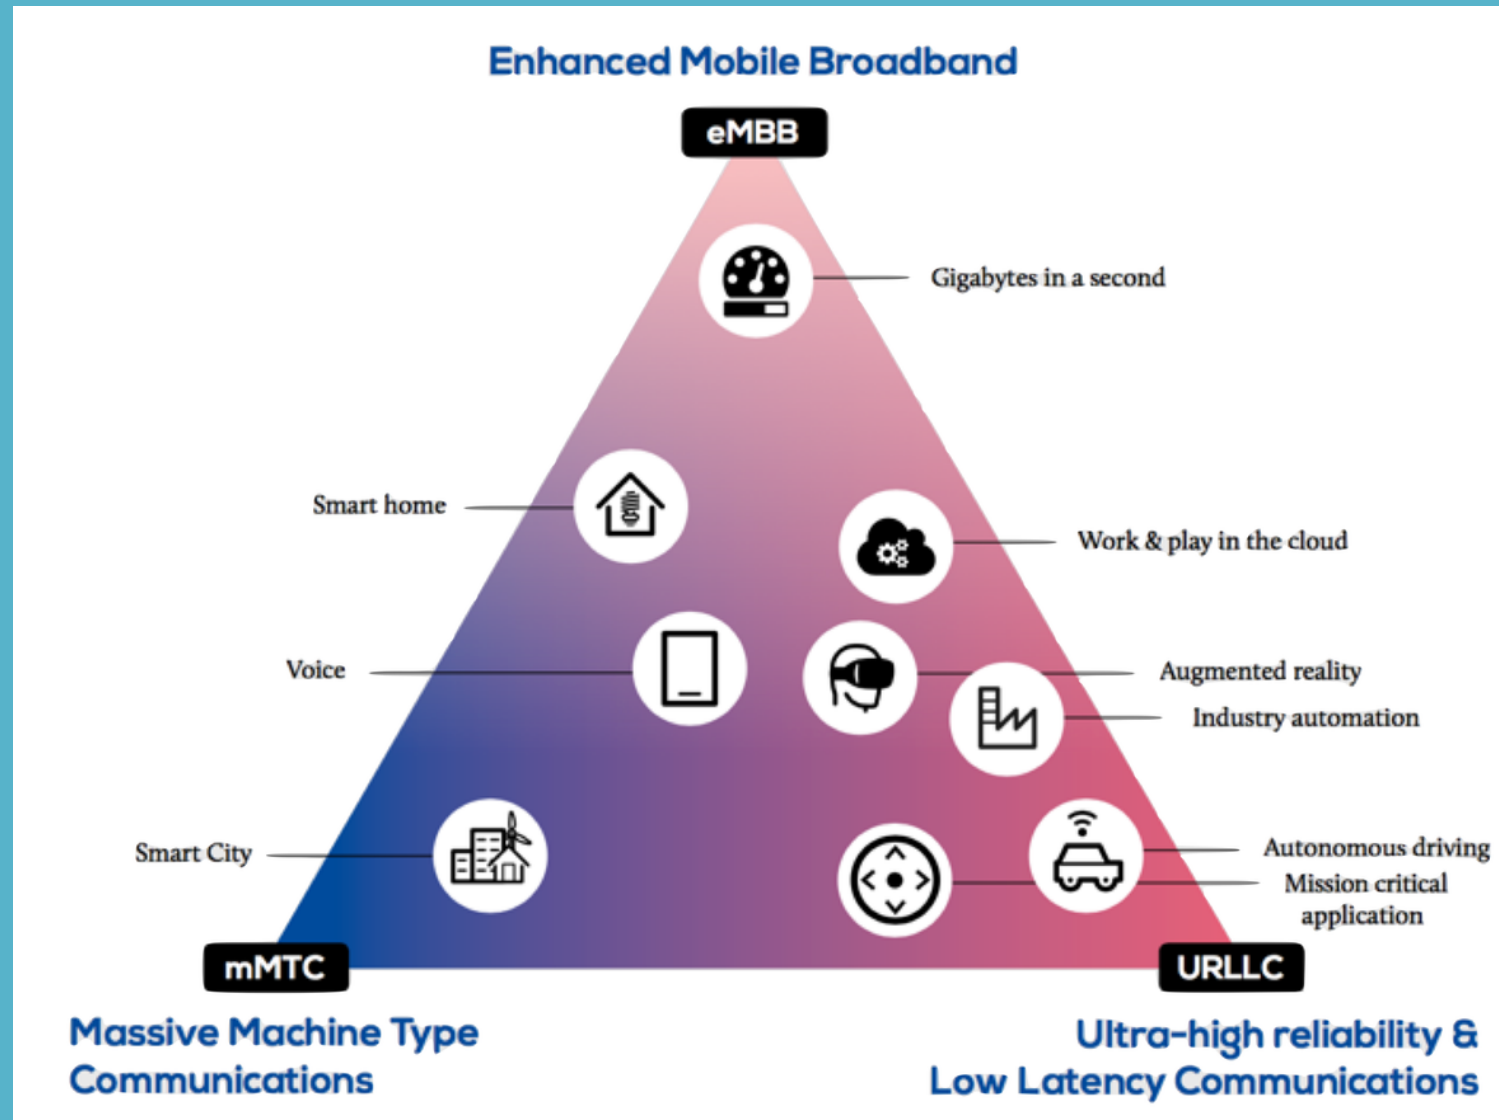 Enhanced Mobile Broadband
eMBB
Gigabytes in a second
Smart home
Work & play in the cloud
Voice
Augmented reality
Industry automation
Smart City
Autonomous driving
Mission critical
application
mMTC
URLLC
Massive Machine Type
Communications
Ultra-high reliability &
Low Latency Communications